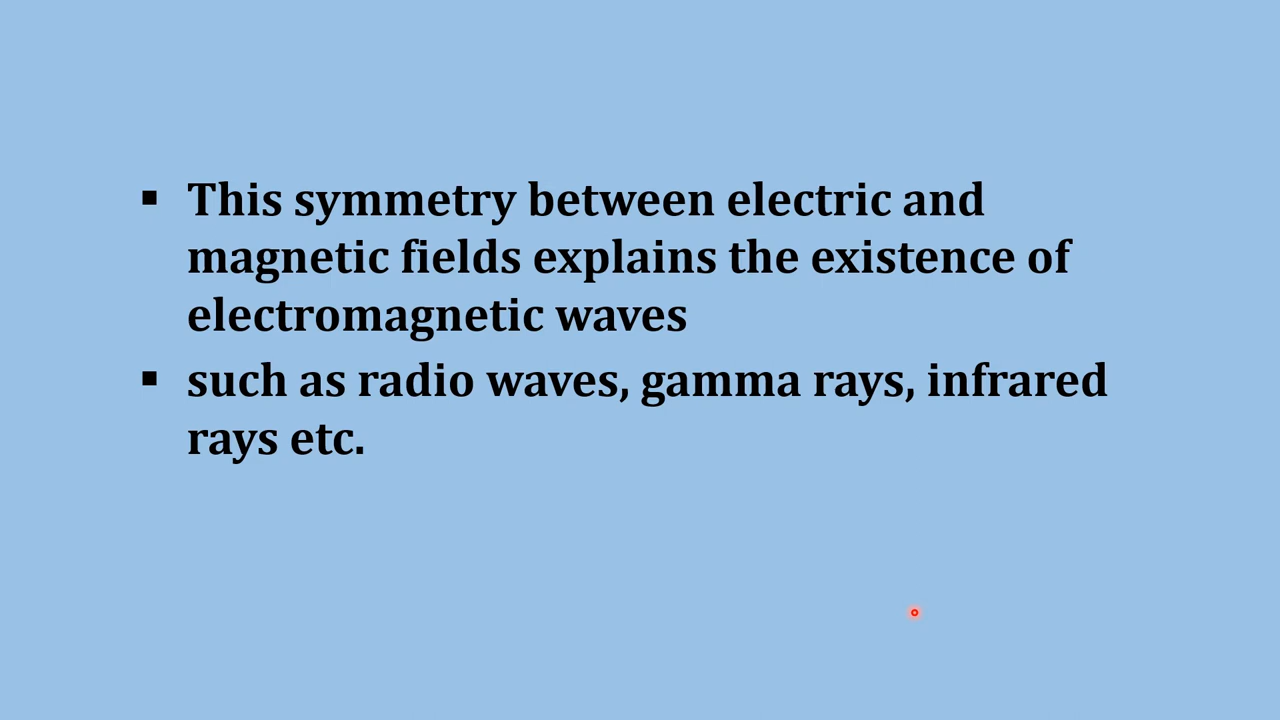 ▪ This symmetry between electric and
magnetic fields explains the existence of
electromagnetic waves
▪ such as radio waves, gamma rays, infrared
rays etc.